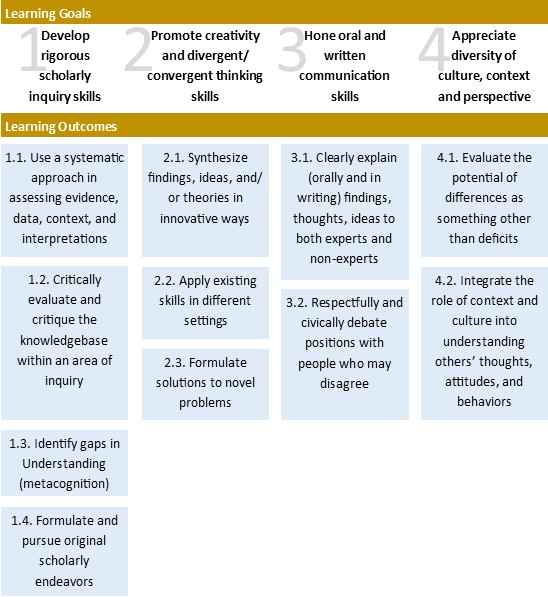 Learning Goals
1
Develop
rigorous
scholarly
inquiry skills
2
Promote creativity
and divergent/
convergent thinking
skills
3
Hone oral and
written
communication
skills
4
Appreciate
diversity of
culture, context
and perspective
Learning Outcomes
1.1. Use a systematic
approach in
assessing evidence,
data, context, and
interpretations
1.2. Critically
evaluate and
critique the
knowledgebase
within an area of
inquiry
1.3. Identify gaps in
Understanding
(metacognition)
1.4. Formulate and
pursue original
scholarly
endeavors
2.1. Synthesize
findings, ideas, and/
or theories in
innovative ways
2.2. Apply existing
skills in different
settings
2.3. Formulate
solutions to novel
problems
3.1. Clearly explain
(orally and in
writing) findings,
thoughts, ideas to
both experts and
non-experts
3.2. Respectfully and
civically debate
positions with
people who may
disagree
4.1. Evaluate the
potential of
differences as
something other
than deficits
4.2. Integrate the
role of context and
culture into
understanding
others’ thoughts,
attitudes, and
behaviors